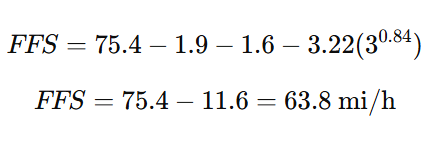 FFS = 75.4 − 1.9 − 1.6 − 3.22(3^0.84)
FFS = 75.4 − 11.6 = 63.8 mi/h